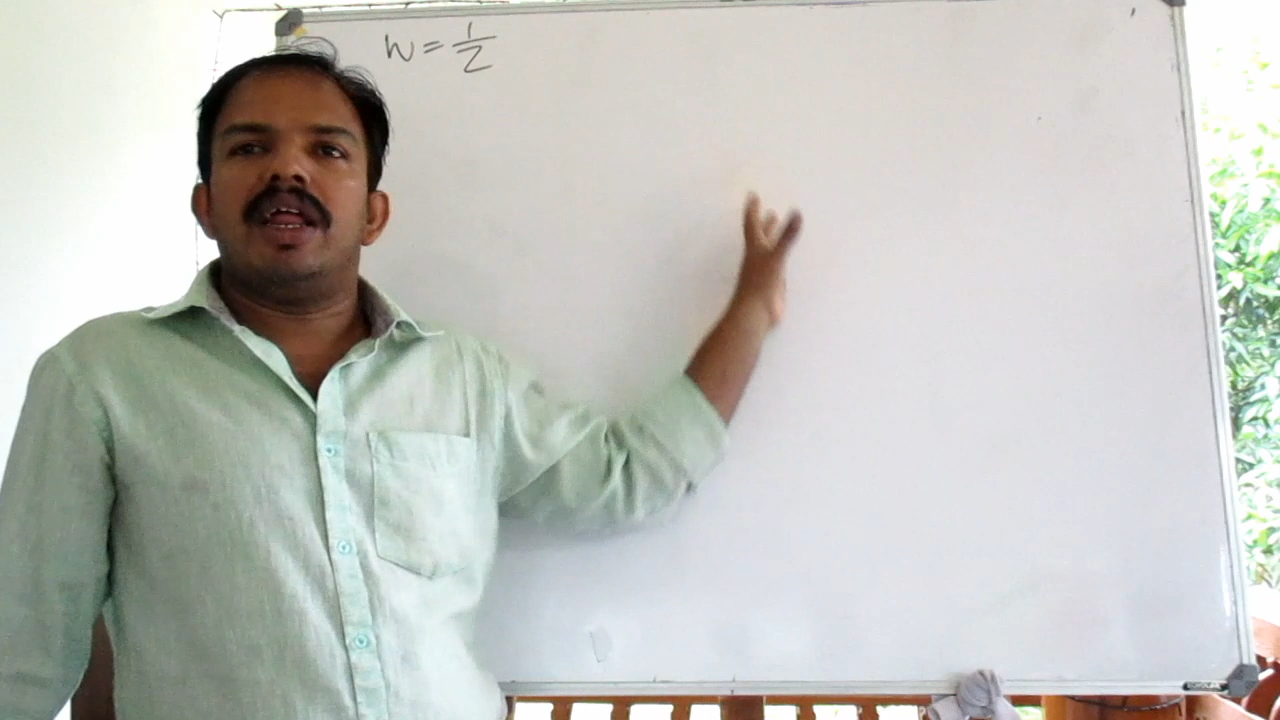 w = 1/2